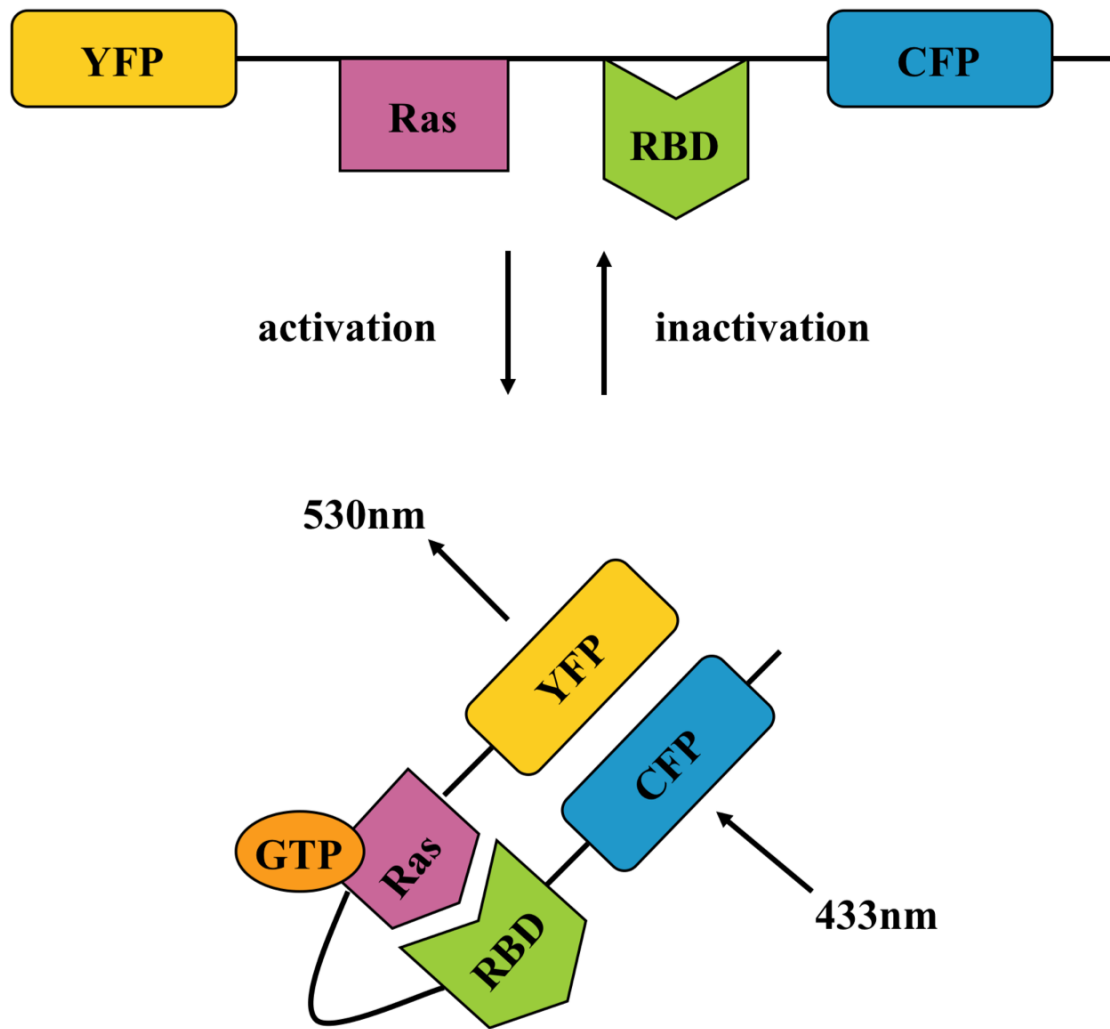 YFP
CFP
Ras
RBD
activation
inactivation
530nm
YFP
CFP
GTP
Ras
RBD
433nm